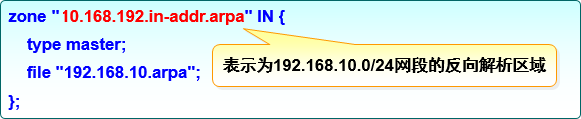 zone "10.168.192.in-addr.arpa" IN {
type master;
file "192.168.10.arpa";
表示为192.168.10.0/24网段的反向解析区域
};